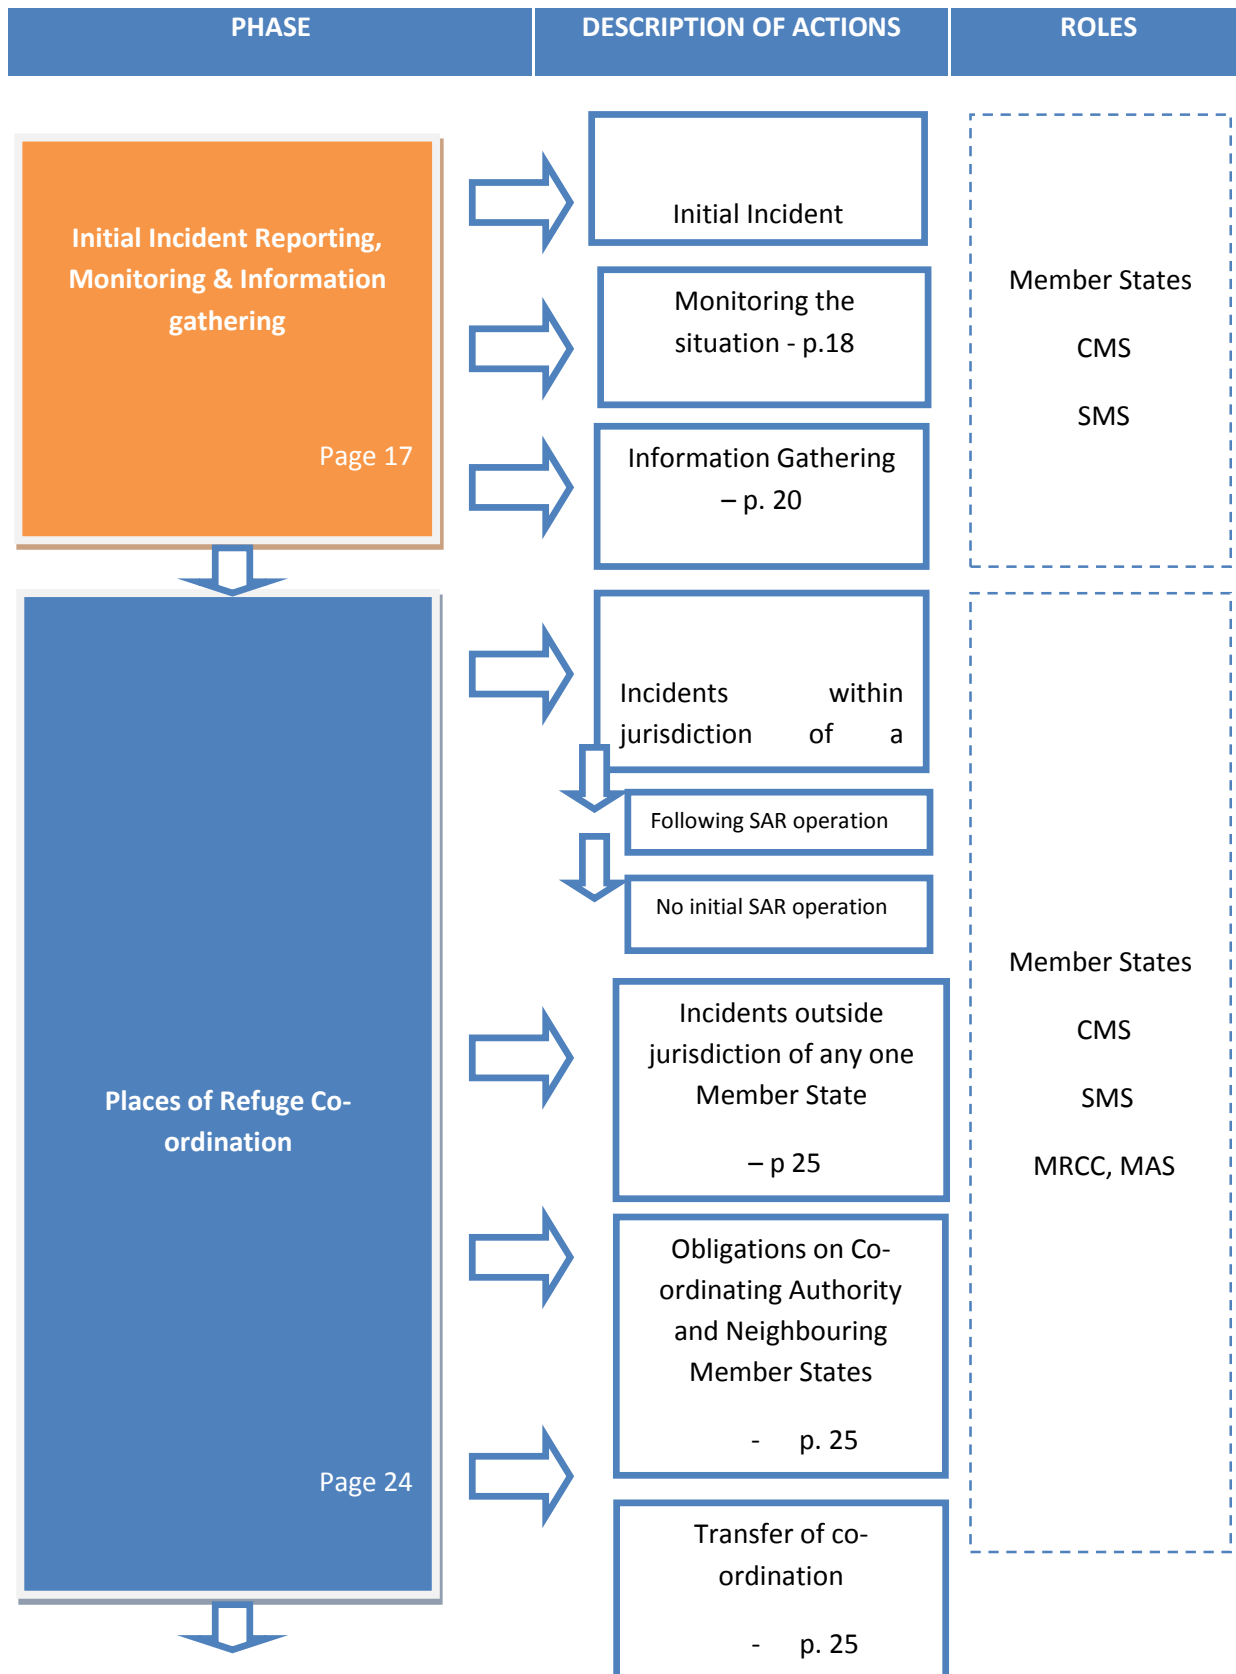 PHASE
DESCRIPTION OF ACTIONS
ROLES
Initial Incident Reporting,
Monitoring & Information
gathering
Page 17
Initial Incident
Monitoring the
situation - p.18
Information Gathering
– p. 20
Member States
CMS
SMS
Places of Refuge Co-
ordination
Page 24
Incidents within
jurisdiction of a
Following SAR operation
No initial SAR operation
Incidents outside
jurisdiction of any one
Member State
– p 25
Obligations on Co-
ordinating Authority
and Neighbouring
Member States
- p. 25
Transfer of co-
ordination
- p. 25
Member States
CMS
SMS
MRCC, MAS